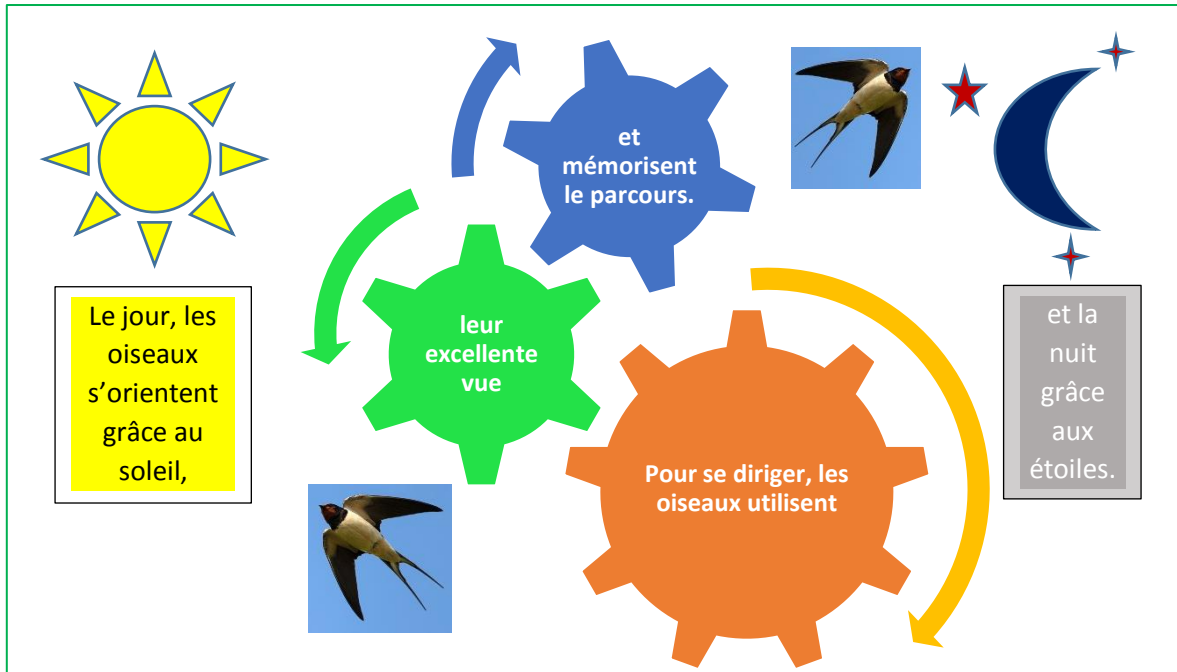 Le jour, les
oiseaux
s’orientent
grâce au
soleil,
et la
nuit
grâce
aux
étoiles.
Pour se diriger, les
oiseaux utilisent
leur
excellente
vue
et
mémorisent
le parcours.